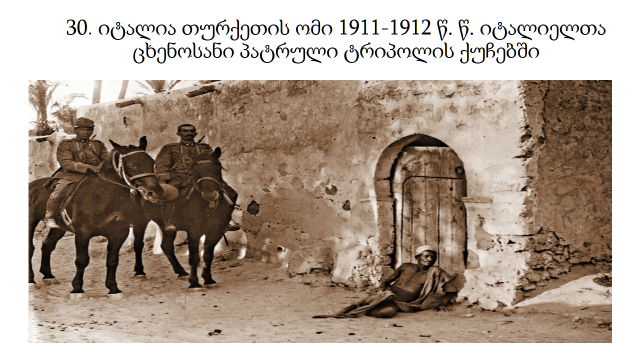 30. იტალია თურქეთის ომი 1911-1912 წ. წ. იტალიელთა
ცხენოსანი პატრული ტრიპოლის ქუჩებში